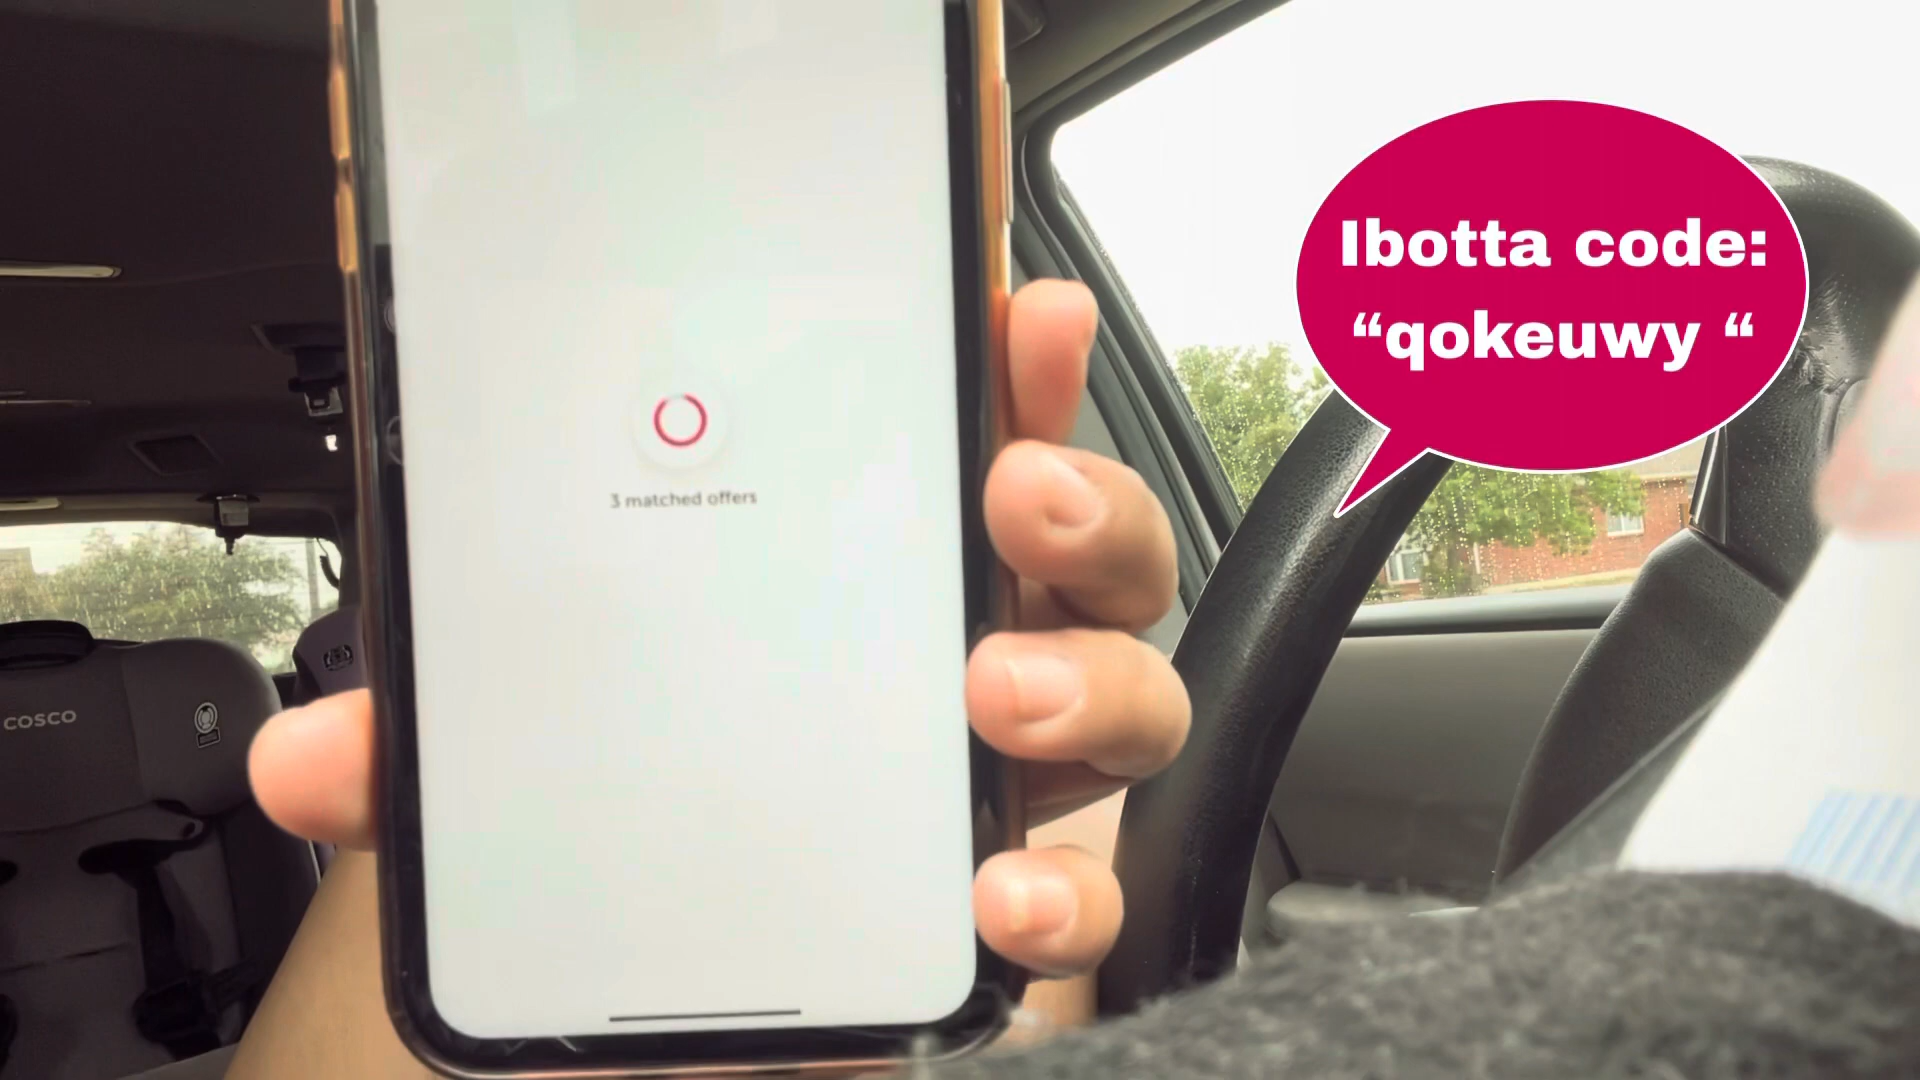 Ibotta code:
“qokeuwy “
3 matched offers
COSCO